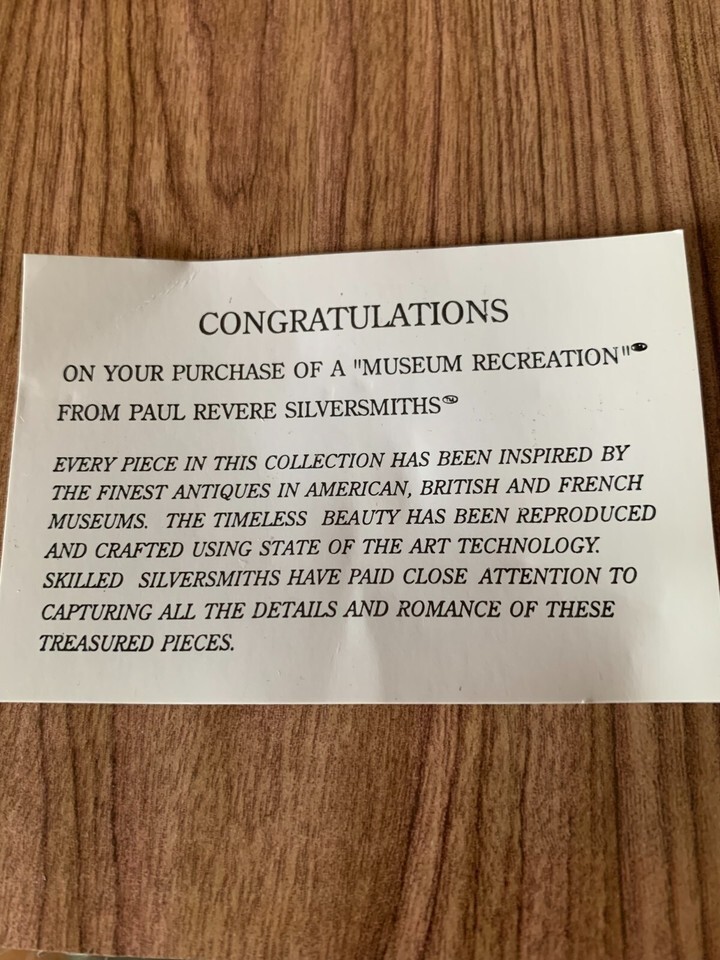 CONGRATULATIONS
ON YOUR PURCHASE OF A "MUSEUM RECREATION"
FROM PAUL REVERE SILVERSMITHS
EVERY PIECE IN THIS COLLECTION HAS BEEN INSPIRED BY
THE FINEST ANTIQUES IN AMERICAN, BRITISH AND FRENCH
MUSEUMS. THE TIMELESS BEAUTY HAS BEEN REPRODUCED
AND CRAFTED USING STATE OF THE ART TECHNOLOGY.
SKILLED SILVERSMITHS HAVE PAID CLOSE ATTENTION TO
CAPTURING ALL THE DETAILS AND ROMANCE OF THESE
TREASURED PIECES.